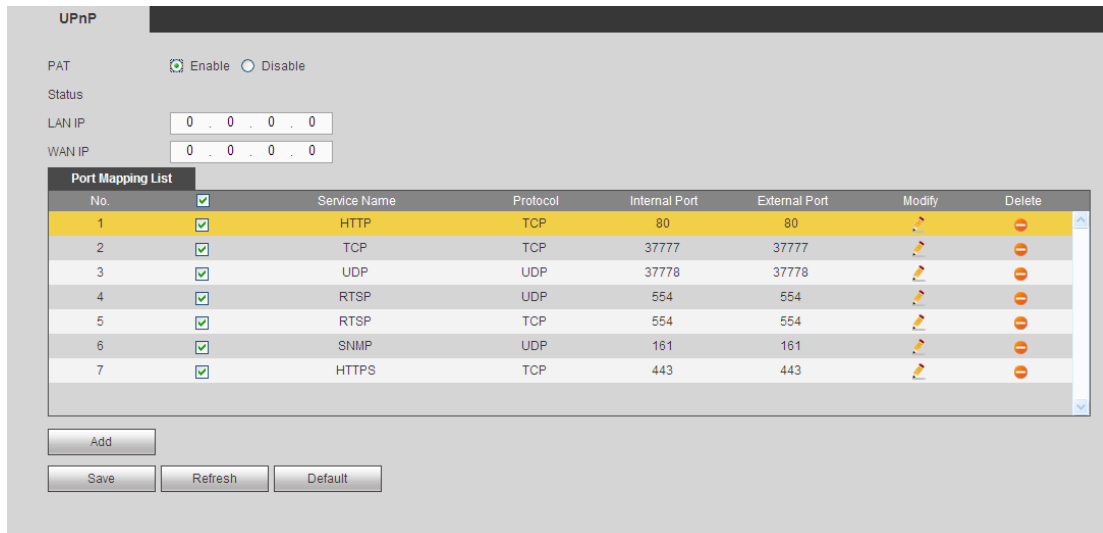 UPnP
PAT Enable Disable
Status
LAN IP 0 . 0 . 0 . 0
WAN IP 0 . 0 . 0 . 0
Port Mapping List
No. Service Name Protocol Internal Port External Port Modify Delete
1 HTTP TCP 80 80
2 TCP TCP 37777 37777
3 UDP UDP 37778 37778
4 RTSP UDP 554 554
5 RTSP TCP 554 554
6 SNMP UDP 161 161
7 HTTPS TCP 443 443
Add
Save Refresh Default